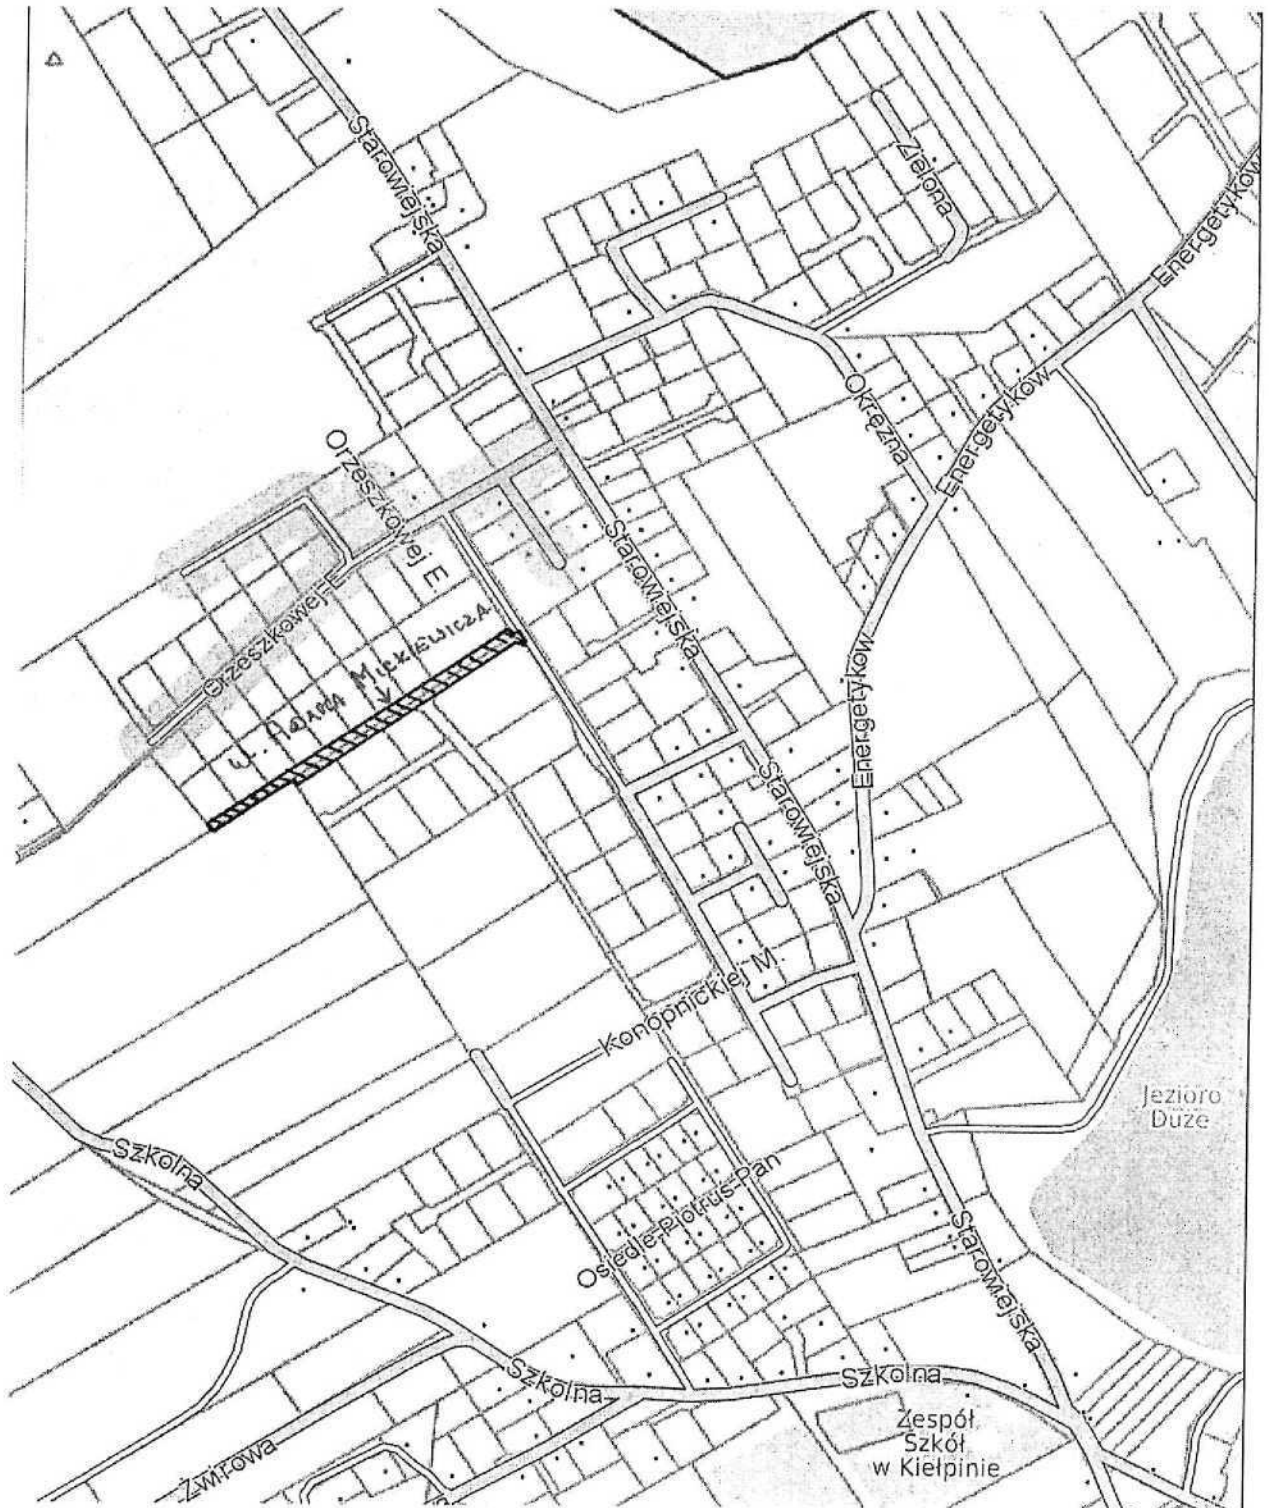 Starowiejska
Zielona
Energetyków
Okrężna
Energetyków
Orzeszkowej E
Starowiejska
Orzeszkowej E
ul. Adama Mickiewicza
Energetyków
Starowiejska
Konopnickiej M.
Jezioro
Duże
Szkolna
Osiedle Piotruś Pan
Starowiejska
Szkolna
Szkolna
Żwirowa
Zespół
Szkół
w Kiełpinie